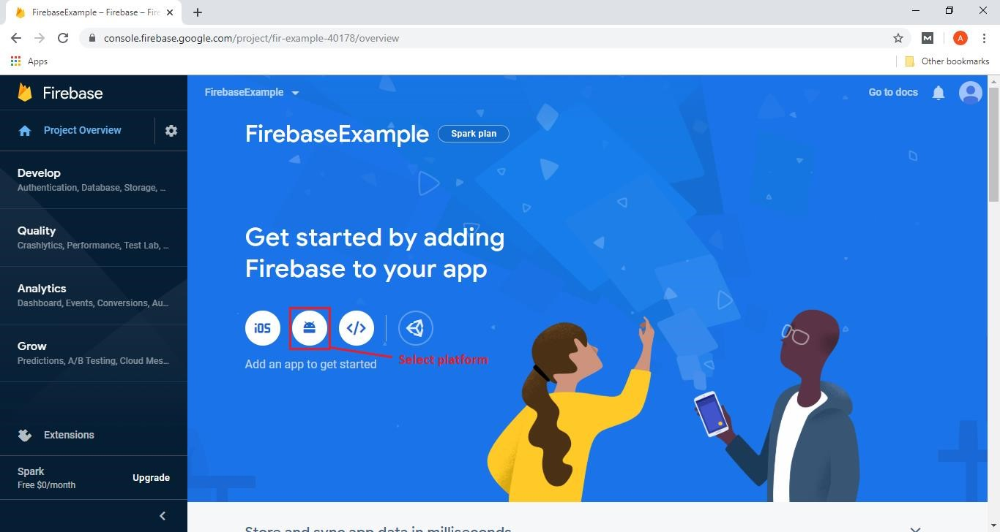 FirebaseExample – Firebase – Fire
console.firebase.google.com/project/fir-example-40178/overview
M
A
Apps
Other bookmarks
Firebase
FirebaseExample
Go to docs
Project Overview
FirebaseExample
Spark plan
Develop
Authentication, Database, Storage, ...
Quality
Crashlytics, Performance, Test Lab, ...
Analytics
Dashboard, Events, Conversions, Au...
Grow
Predictions, A/B Testing, Cloud Mes...
Extensions
Spark
Free $0/month
Upgrade
Get started by adding
Firebase to your app
iOS
</>
Select platform
Add an app to get started
Store and sync app data in milliseconds